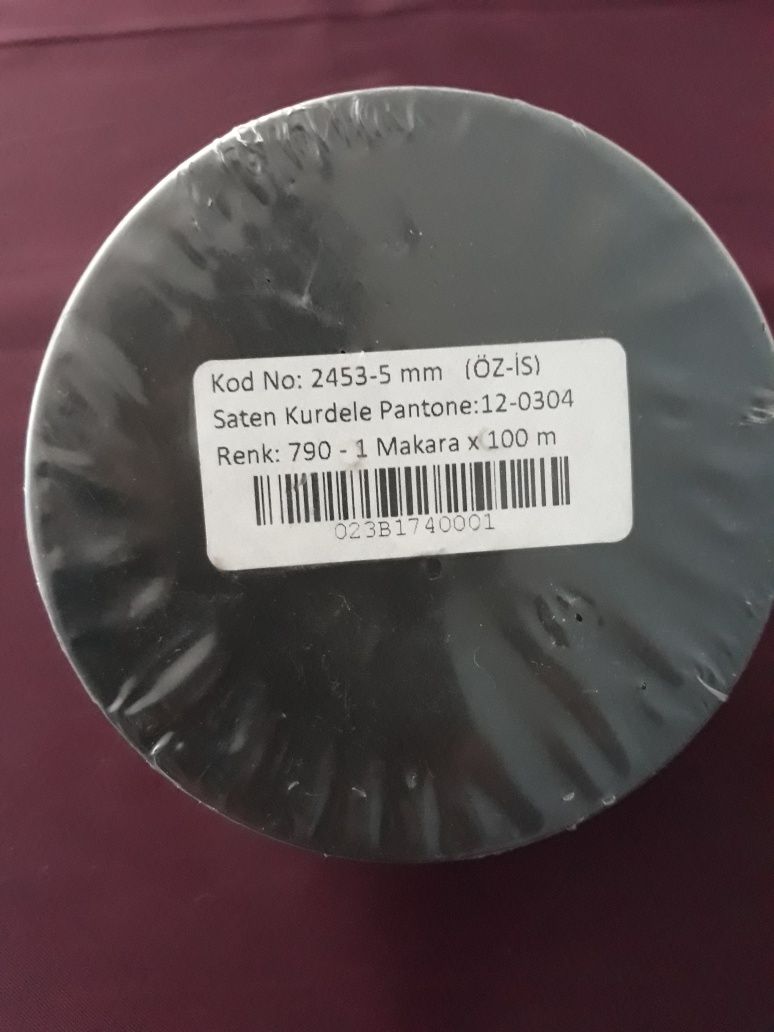 Kod No: 2453-5 mm (ÖZ-İS)
Saten Kurdele Pantone:12-0304
Renk: 790 - 1 Makara x 100 m
023B1740001